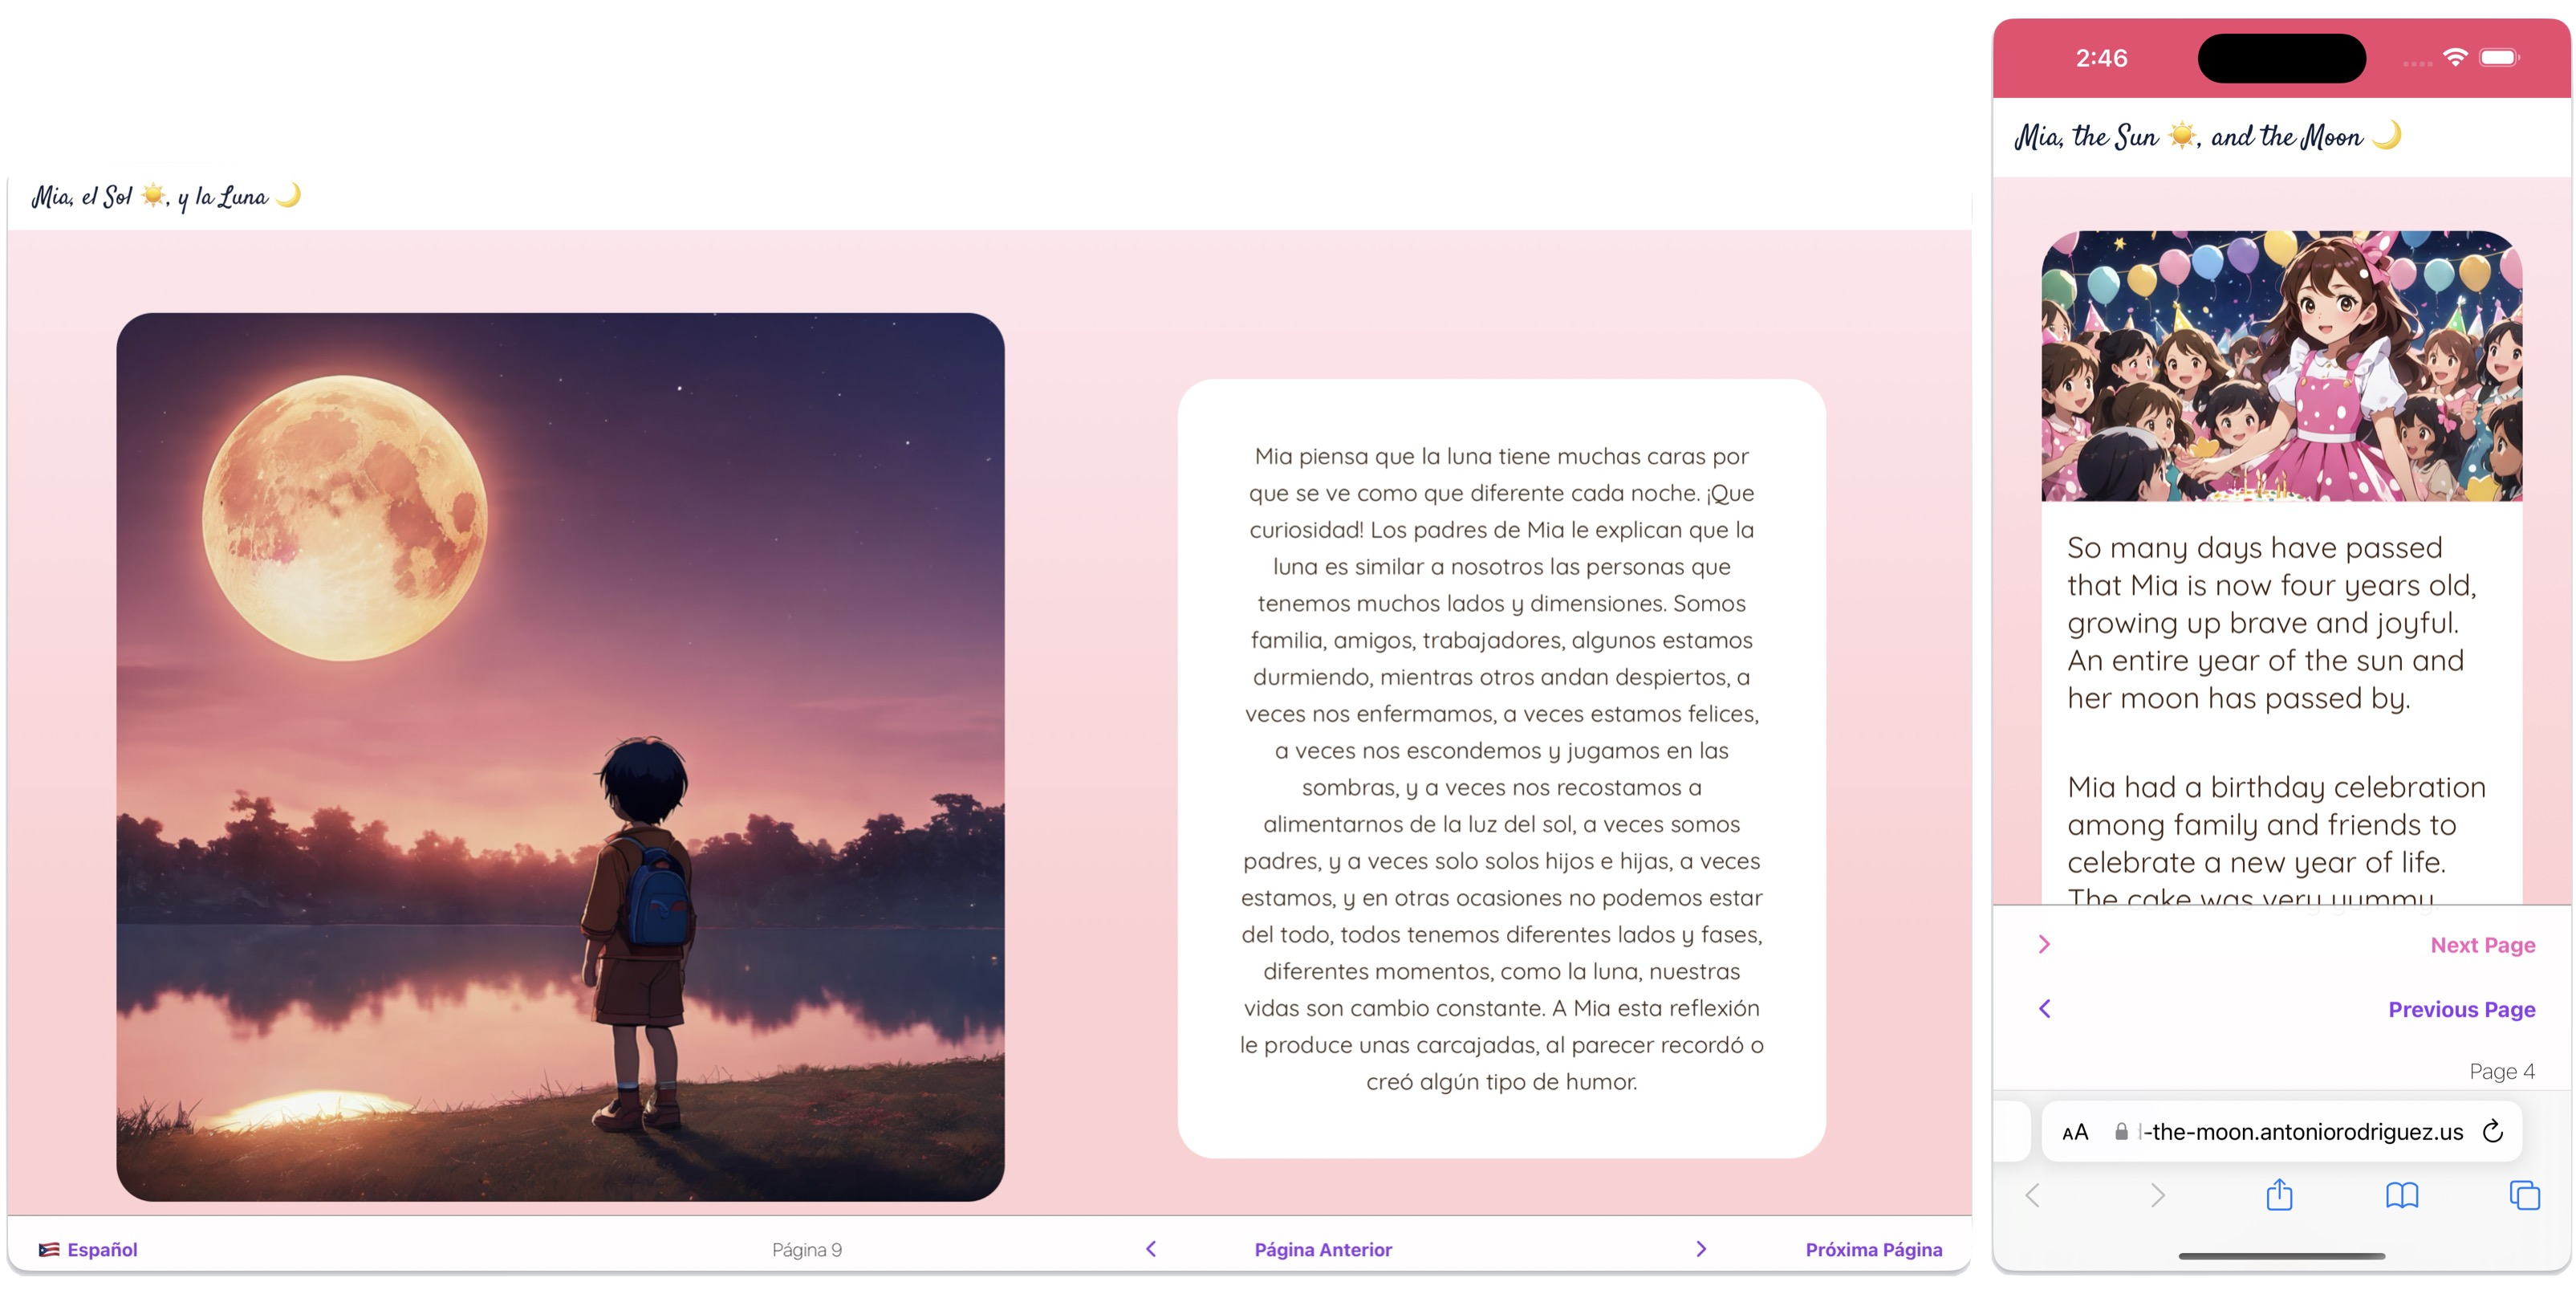 Mia, el Sol ☀️, y la Luna 🌙
Mia piensa que la luna tiene muchas caras por
que se ve como que diferente cada noche. ¡Que
curiosidad! Los padres de Mia le explican que la
luna es similar a nosotros las personas que
tenemos muchos lados y dimensiones. Somos
familia, amigos, trabajadores, algunos estamos
durmiendo, mientras otros andan despiertos, a
veces nos enfermamos, a veces estamos felices,
a veces nos escondemos y jugamos en las
sombras, y a veces nos recostamos a
alimentarnos de la luz del sol, a veces somos
padres, y a veces solo solos hijos e hijas, a veces
estamos, y en otras ocasiones no podemos estar
del todo, todos tenemos diferentes lados y fases,
diferentes momentos, como la luna, nuestras
vidas son cambio constante. A Mia esta reflexión
le produce unas carcajadas, al parecer recordó o
creó algún tipo de humor.
🇵🇷 Español
Página 9
Página Anterior
Próxima Página
2:46
Mia, the Sun ☀️, and the Moon 🌙
So many days have passed
that Mia is now four years old,
growing up brave and joyful.
An entire year of the sun and
her moon has passed by.
Mia had a birthday celebration
among family and friends to
celebrate a new year of life.
The cake was very yummy
Next Page
Previous Page
Page 4
AA
-the-moon.antoniorodriguez.us